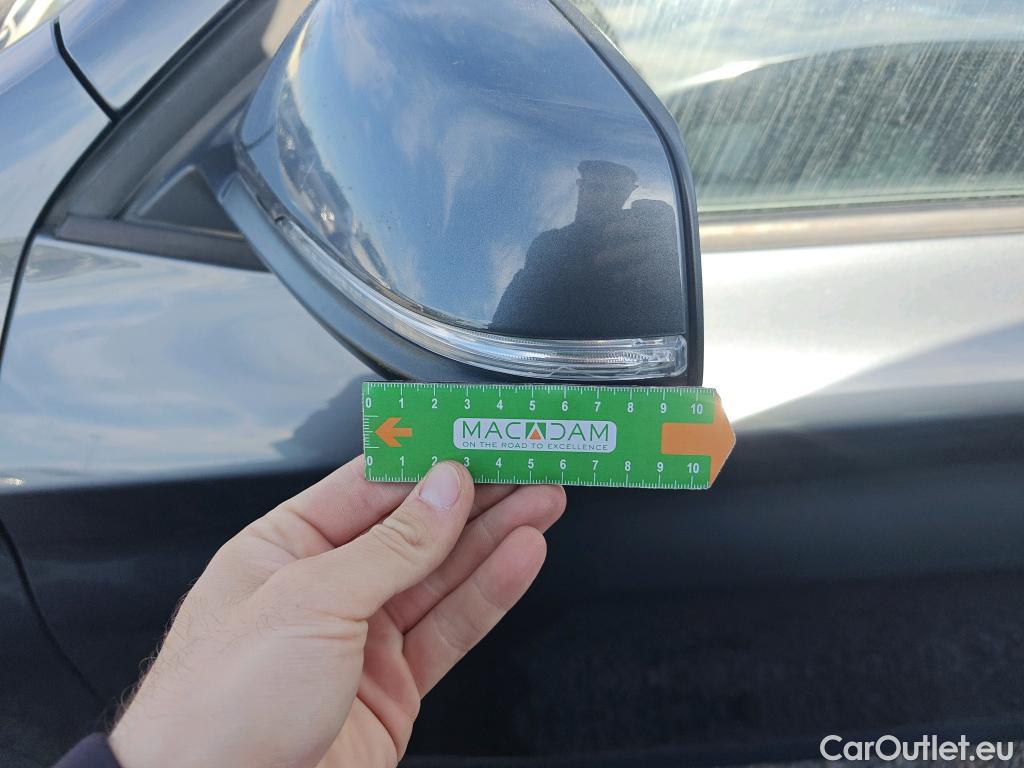 0 1 2 3 4 5 6 7 8 9 10
MACADAM
ON THE ROAD TO EXCELLENCE
0 1 2 3 4 5 6 7 8 9 10
CarOutlet.eu